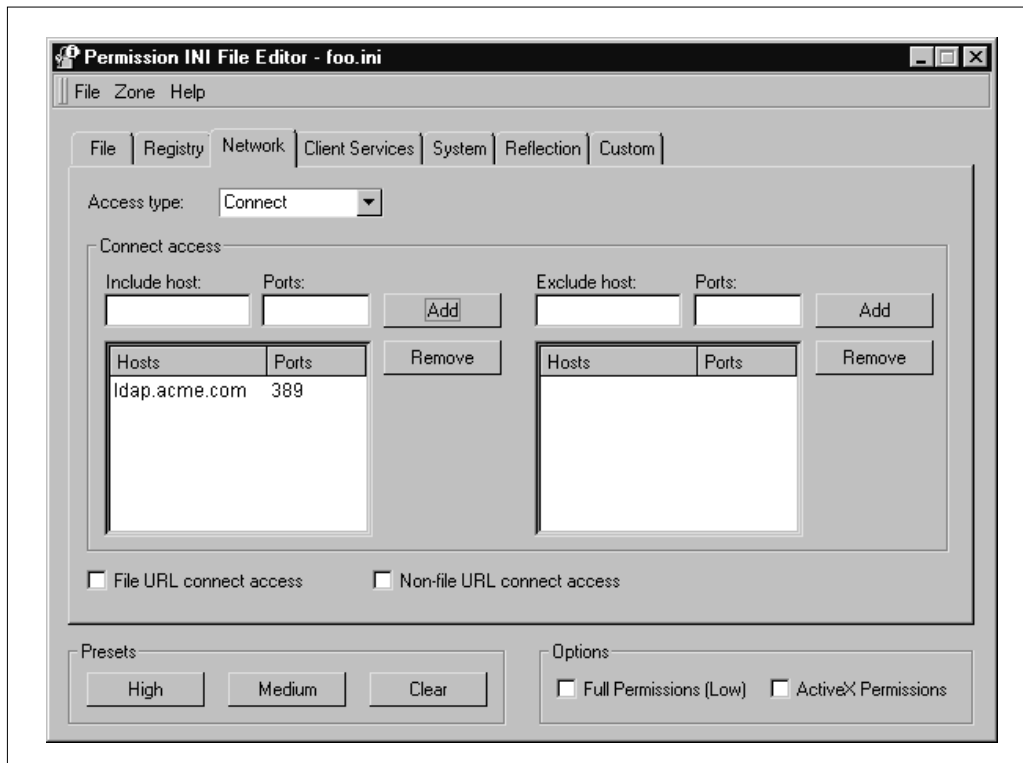 Permission INI File Editor - foo.ini
File Zone Help
File Registry Network Client Services System Reflection Custom
Access type: Connect
Connect access
Include host: Ports: Exclude host: Ports:
Add Add
Hosts Ports Remove Hosts Ports Remove
ldap.acme.com 389
File URL connect access Non-file URL connect access
Presets Options
High Medium Clear Full Permissions (Low) ActiveX Permissions